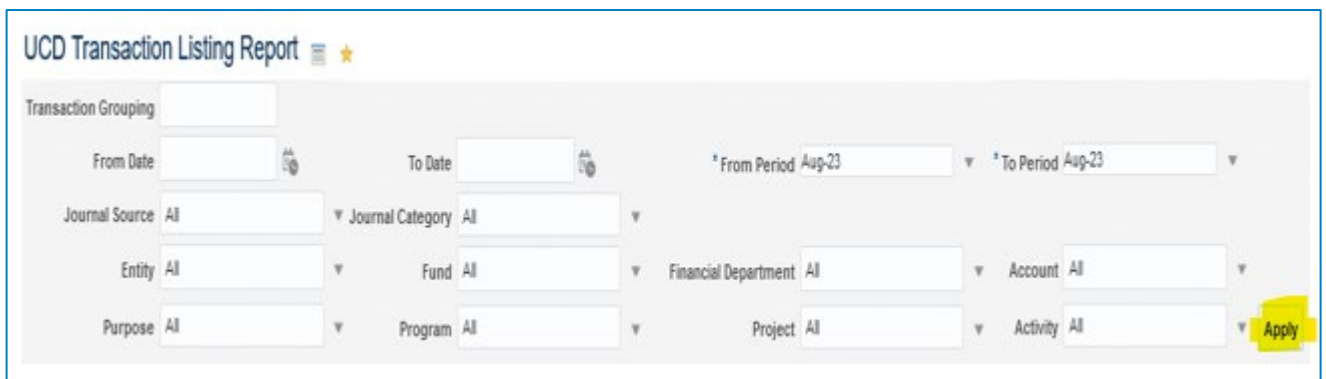 UCD Transaction Listing Report
Transaction Grouping
From Date To Date * From Period Aug-23 * To Period Aug-23
Journal Source All Journal Category All
Entity All Fund All Financial Department All Account All
Purpose All Program All Project All Activity All Apply